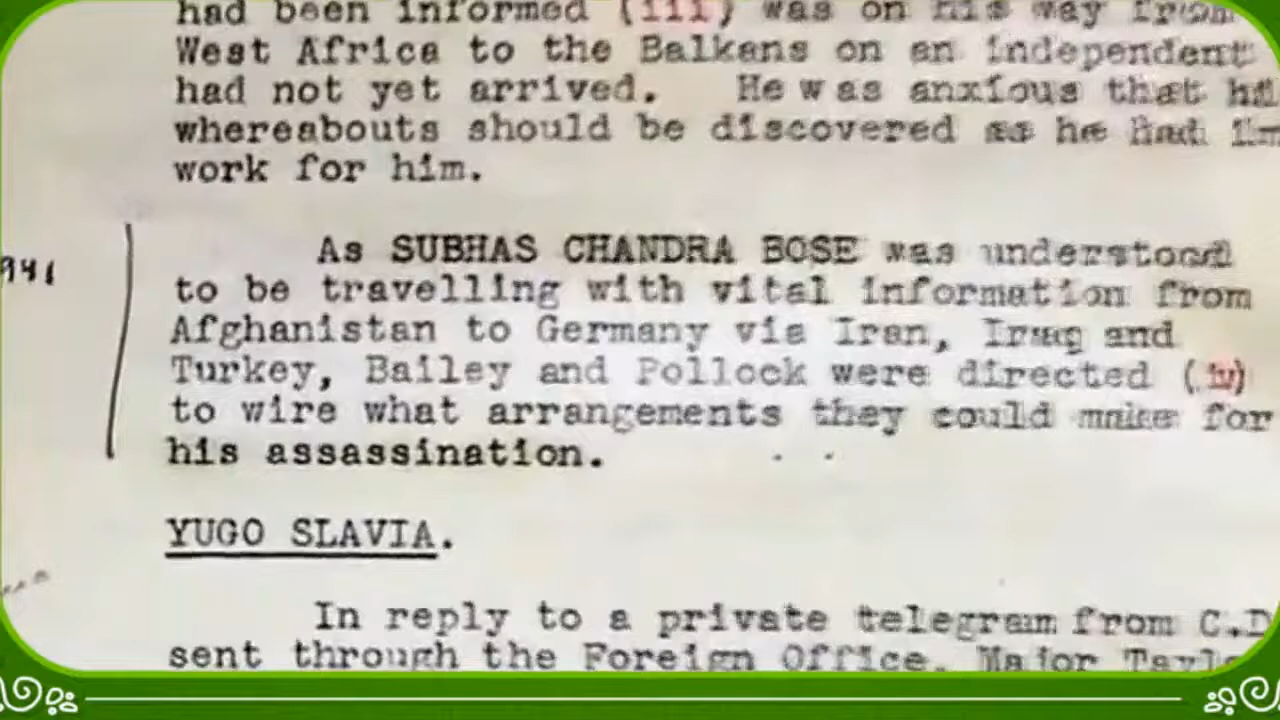 had been informed (iii) was on his way from
West Africa to the Balkans on an independent
had not yet arrived. He was anxious that
whereabouts should be discovered as he had
work for him.
941
As SUBHAS CHANDRA BOSE was understood
to be travelling with vital information from
Afghanistan to Germany via Iran, Iraq and
Turkey, Bailey and Pollock were directed (iv)
to wire what arrangements they could make for
his assassination.
YUGO SLAVIA.
In reply to a private telegram from C.D
sent through the Foreign Office, Major